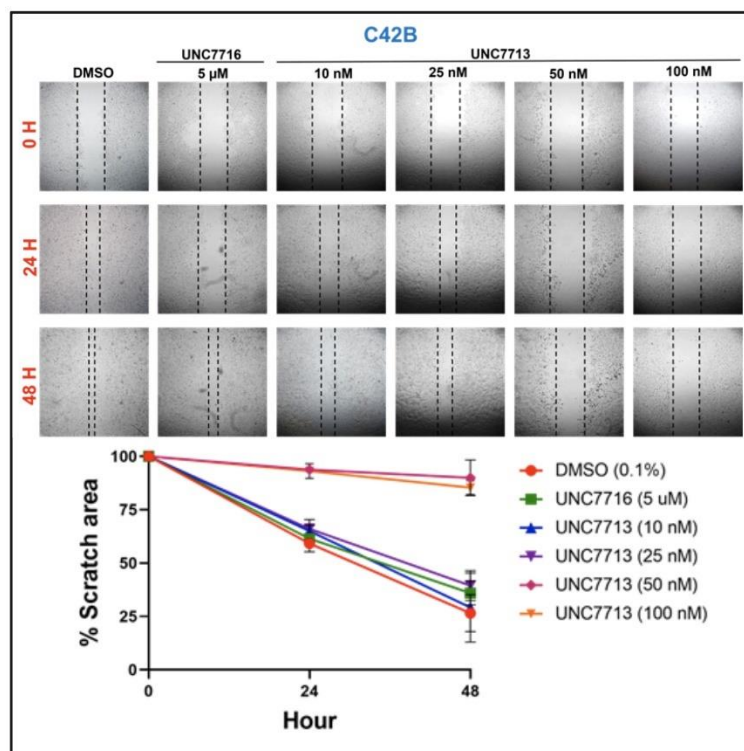 C42B
UNC7716 UNC7713
DMSO 5 µM 10 nM 25 nM 50 nM 100 nM
0 H
24 H
48 H
% Scratch area
100
75
50
25
0
0 24 48
Hour
DMSO (0.1%)
UNC7716 (5 uM)
UNC7713 (10 nM)
UNC7713 (25 nM)
UNC7713 (50 nM)
UNC7713 (100 nM)